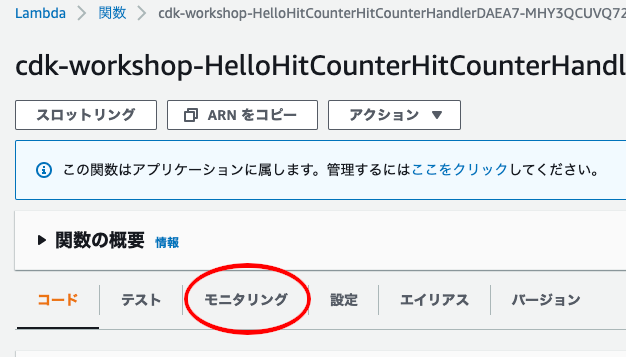 Lambda > 関数 > cdk-workshop-HelloHitCounterHitCounterHandlerDAEA7-MHY3QCUVQ72
cdk-workshop-HelloHitCounterHitCounterHandl
スロットリング ARN をコピー アクション ▼
この関数はアプリケーションに属します。管理するにはここをクリックしてください。
▶ 関数の概要 情報
コード テスト モニタリング 設定 エイリアス バージョン